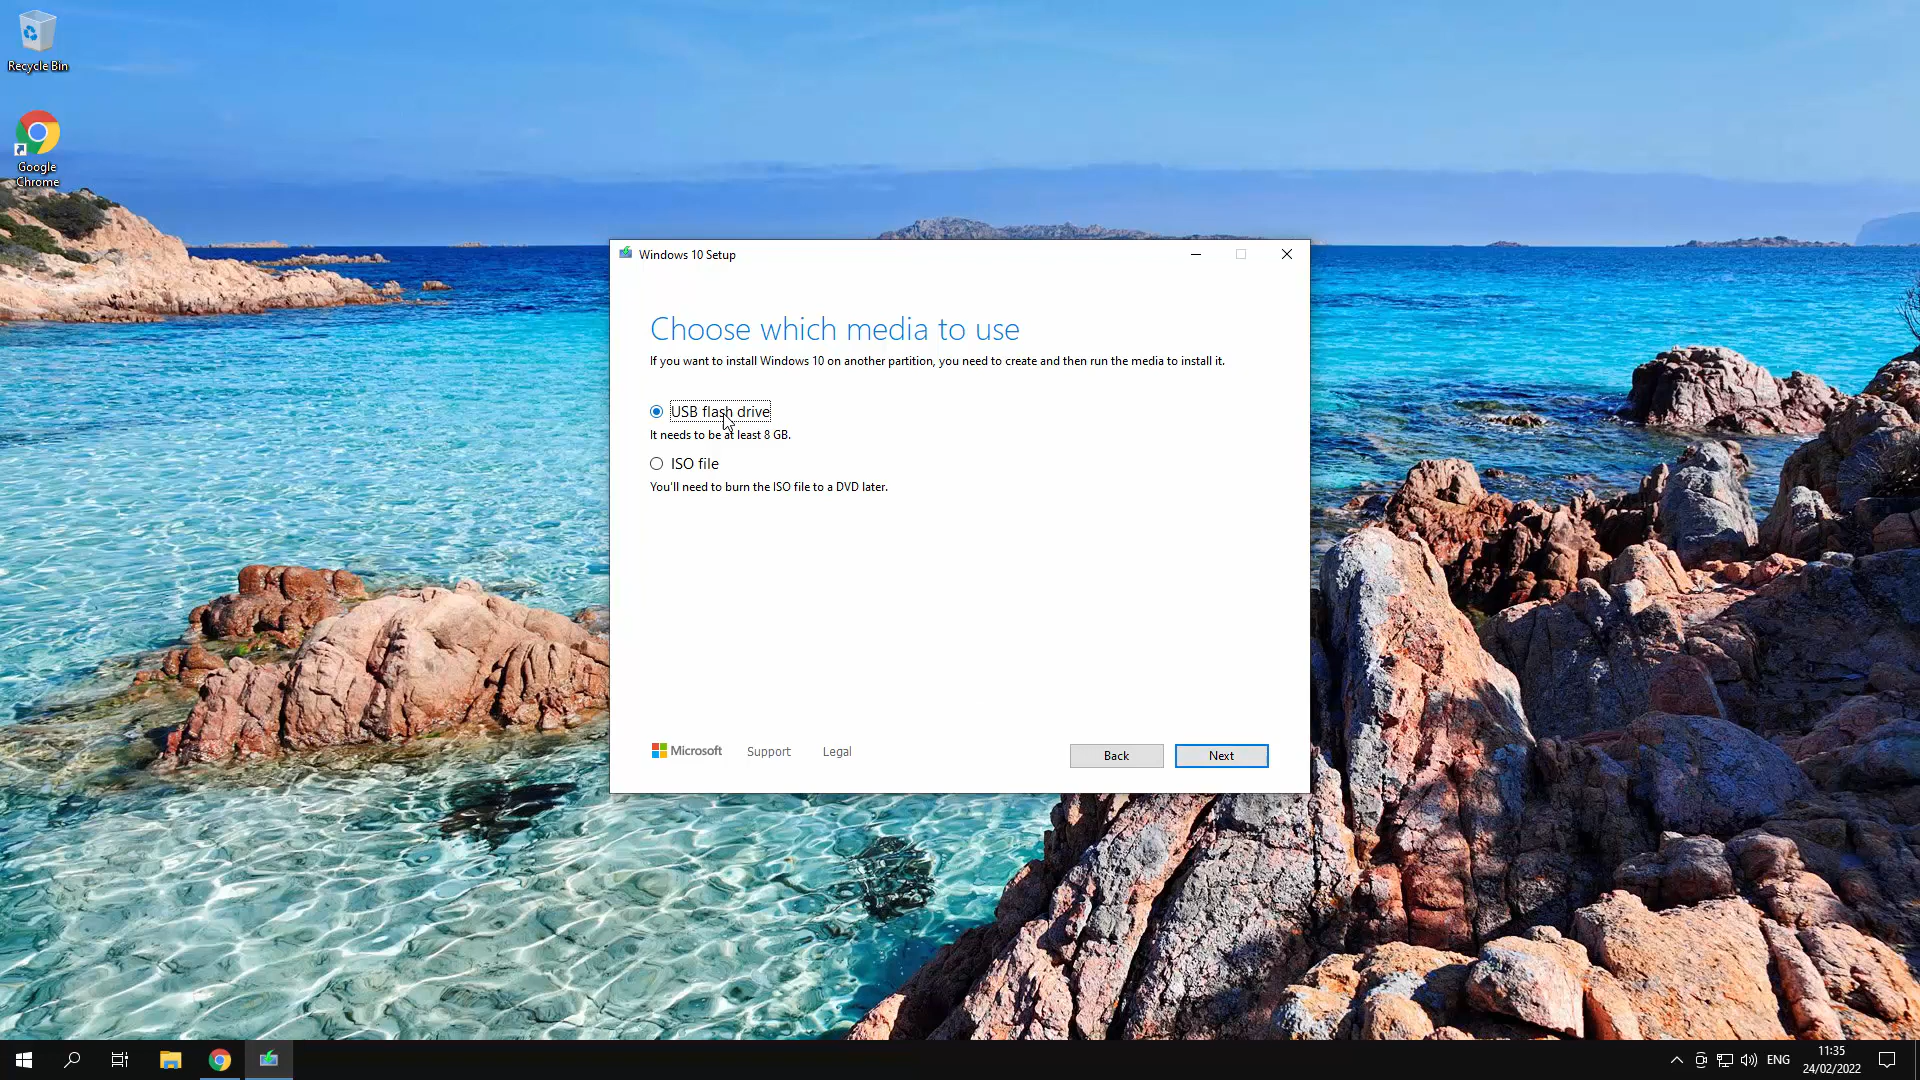 Recycle Bin
Google
Chrome
Windows 10 Setup
Choose which media to use
If you want to install Windows 10 on another partition, you need to create and then run the media to install it.
USB flash drive
It needs to be at least 8 GB.
ISO file
You'll need to burn the ISO file to a DVD later.
Microsoft
Support
Legal
Back
Next
ENG
11:35
24/02/2022